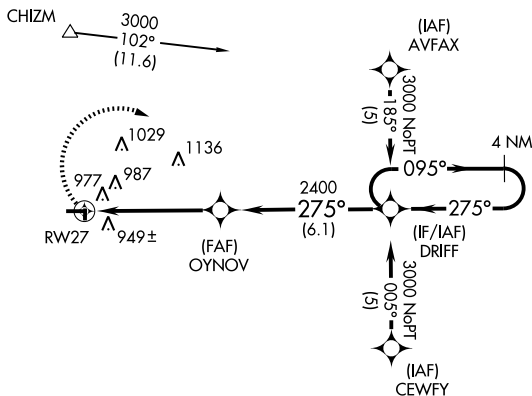 CHIZM
3000
102°
(11.6)
(IAF)
AVFAX
3000 NoPT
185°
(5)
4 NM
095°
1029
1136
987
977
949±
RW27
2400
275°
(6.1)
(FAF)
OYNOV
275°
(IF/IAF)
DRIFF
3000 NoPT
005°
(5)
(IAF)
CEWFY